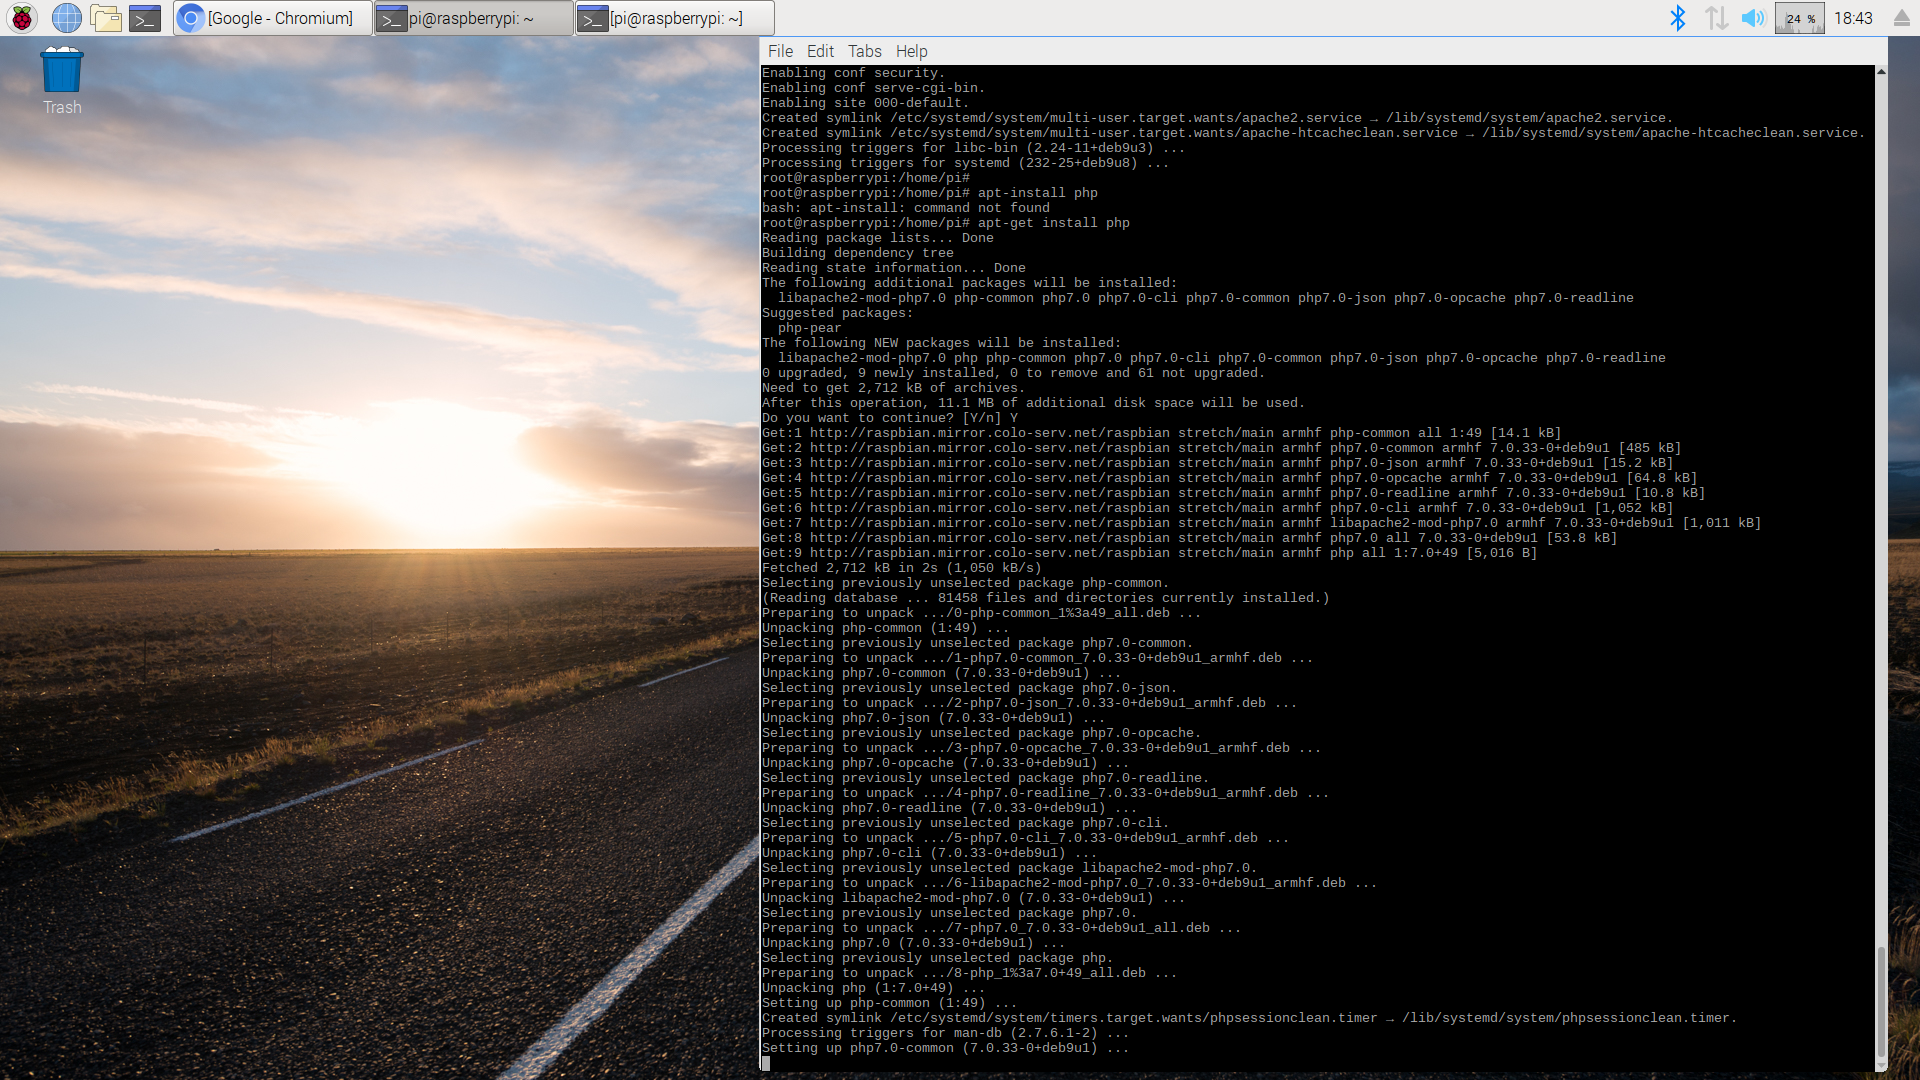 [Google - Chromium] pi@raspberrypi: ~ [pi@raspberrypi: ~] 24 % 18:43
Trash
File Edit Tabs Help
Enabling conf security.
Enabling conf serve-cgi-bin.
Enabling site 000-default.
Created symlink /etc/systemd/system/multi-user.target.wants/apache2.service → /lib/systemd/system/apache2.service.
Created symlink /etc/systemd/system/multi-user.target.wants/apache-htcacheclean.service → /lib/systemd/system/apache-htcacheclean.service.
Processing triggers for libc-bin (2.24-11+deb9u3) ...
Processing triggers for systemd (232-25+deb9u8) ...
root@raspberrypi:/home/pi#
root@raspberrypi:/home/pi# apt-install php
bash: apt-install: command not found
root@raspberrypi:/home/pi# apt-get install php
Reading package lists... Done
Building dependency tree
Reading state information... Done
The following additional packages will be installed:
  libapache2-mod-php7.0 php-common php7.0 php7.0-cli php7.0-common php7.0-json php7.0-opcache php7.0-readline
Suggested packages:
  php-pear
The following NEW packages will be installed:
  libapache2-mod-php7.0 php php-common php7.0 php7.0-cli php7.0-common php7.0-json php7.0-opcache php7.0-readline
0 upgraded, 9 newly installed, 0 to remove and 61 not upgraded.
Need to get 2,712 kB of archives.
After this operation, 11.1 MB of additional disk space will be used.
Do you want to continue? [Y/n] Y
Get:1 http://raspbian.mirror.colo-serv.net/raspbian stretch/main armhf php-common all 1:49 [14.1 kB]
Get:2 http://raspbian.mirror.colo-serv.net/raspbian stretch/main armhf php7.0-common armhf 7.0.33-0+deb9u1 [485 kB]
Get:3 http://raspbian.mirror.colo-serv.net/raspbian stretch/main armhf php7.0-json armhf 7.0.33-0+deb9u1 [15.2 kB]
Get:4 http://raspbian.mirror.colo-serv.net/raspbian stretch/main armhf php7.0-opcache armhf 7.0.33-0+deb9u1 [64.8 kB]
Get:5 http://raspbian.mirror.colo-serv.net/raspbian stretch/main armhf php7.0-readline armhf 7.0.33-0+deb9u1 [10.8 kB]
Get:6 http://raspbian.mirror.colo-serv.net/raspbian stretch/main armhf php7.0-cli armhf 7.0.33-0+deb9u1 [1,052 kB]
Get:7 http://raspbian.mirror.colo-serv.net/raspbian stretch/main armhf libapache2-mod-php7.0 armhf 7.0.33-0+deb9u1 [1,011 kB]
Get:8 http://raspbian.mirror.colo-serv.net/raspbian stretch/main armhf php7.0 all 7.0.33-0+deb9u1 [53.8 kB]
Get:9 http://raspbian.mirror.colo-serv.net/raspbian stretch/main armhf php all 1:7.0+49 [5,016 B]
Fetched 2,712 kB in 2s (1,050 kB/s)
Selecting previously unselected package php-common.
(Reading database ... 81458 files and directories currently installed.)
Preparing to unpack .../0-php-common_1%3a49_all.deb ...
Unpacking php-common (1:49) ...
Selecting previously unselected package php7.0-common.
Preparing to unpack .../1-php7.0-common_7.0.33-0+deb9u1_armhf.deb ...
Unpacking php7.0-common (7.0.33-0+deb9u1) ...
Selecting previously unselected package php7.0-json.
Preparing to unpack .../2-php7.0-json_7.0.33-0+deb9u1_armhf.deb ...
Unpacking php7.0-json (7.0.33-0+deb9u1) ...
Selecting previously unselected package php7.0-opcache.
Preparing to unpack .../3-php7.0-opcache_7.0.33-0+deb9u1_armhf.deb ...
Unpacking php7.0-opcache (7.0.33-0+deb9u1) ...
Selecting previously unselected package php7.0-readline.
Preparing to unpack .../4-php7.0-readline_7.0.33-0+deb9u1_armhf.deb ...
Unpacking php7.0-readline (7.0.33-0+deb9u1) ...
Selecting previously unselected package php7.0-cli.
Preparing to unpack .../5-php7.0-cli_7.0.33-0+deb9u1_armhf.deb ...
Unpacking php7.0-cli (7.0.33-0+deb9u1) ...
Selecting previously unselected package libapache2-mod-php7.0.
Preparing to unpack .../6-libapache2-mod-php7.0_7.0.33-0+deb9u1_armhf.deb ...
Unpacking libapache2-mod-php7.0 (7.0.33-0+deb9u1) ...
Selecting previously unselected package php7.0.
Preparing to unpack .../7-php7.0_7.0.33-0+deb9u1_all.deb ...
Unpacking php7.0 (7.0.33-0+deb9u1) ...
Selecting previously unselected package php.
Preparing to unpack .../8-php_1%3a7.0+49_all.deb ...
Unpacking php (1:7.0+49) ...
Setting up php-common (1:49) ...
Created symlink /etc/systemd/system/timers.target.wants/phpsessionclean.timer → /lib/systemd/system/phpsessionclean.timer.
Processing triggers for man-db (2.7.6.1-2) ...
Setting up php7.0-common (7.0.33-0+deb9u1) ...